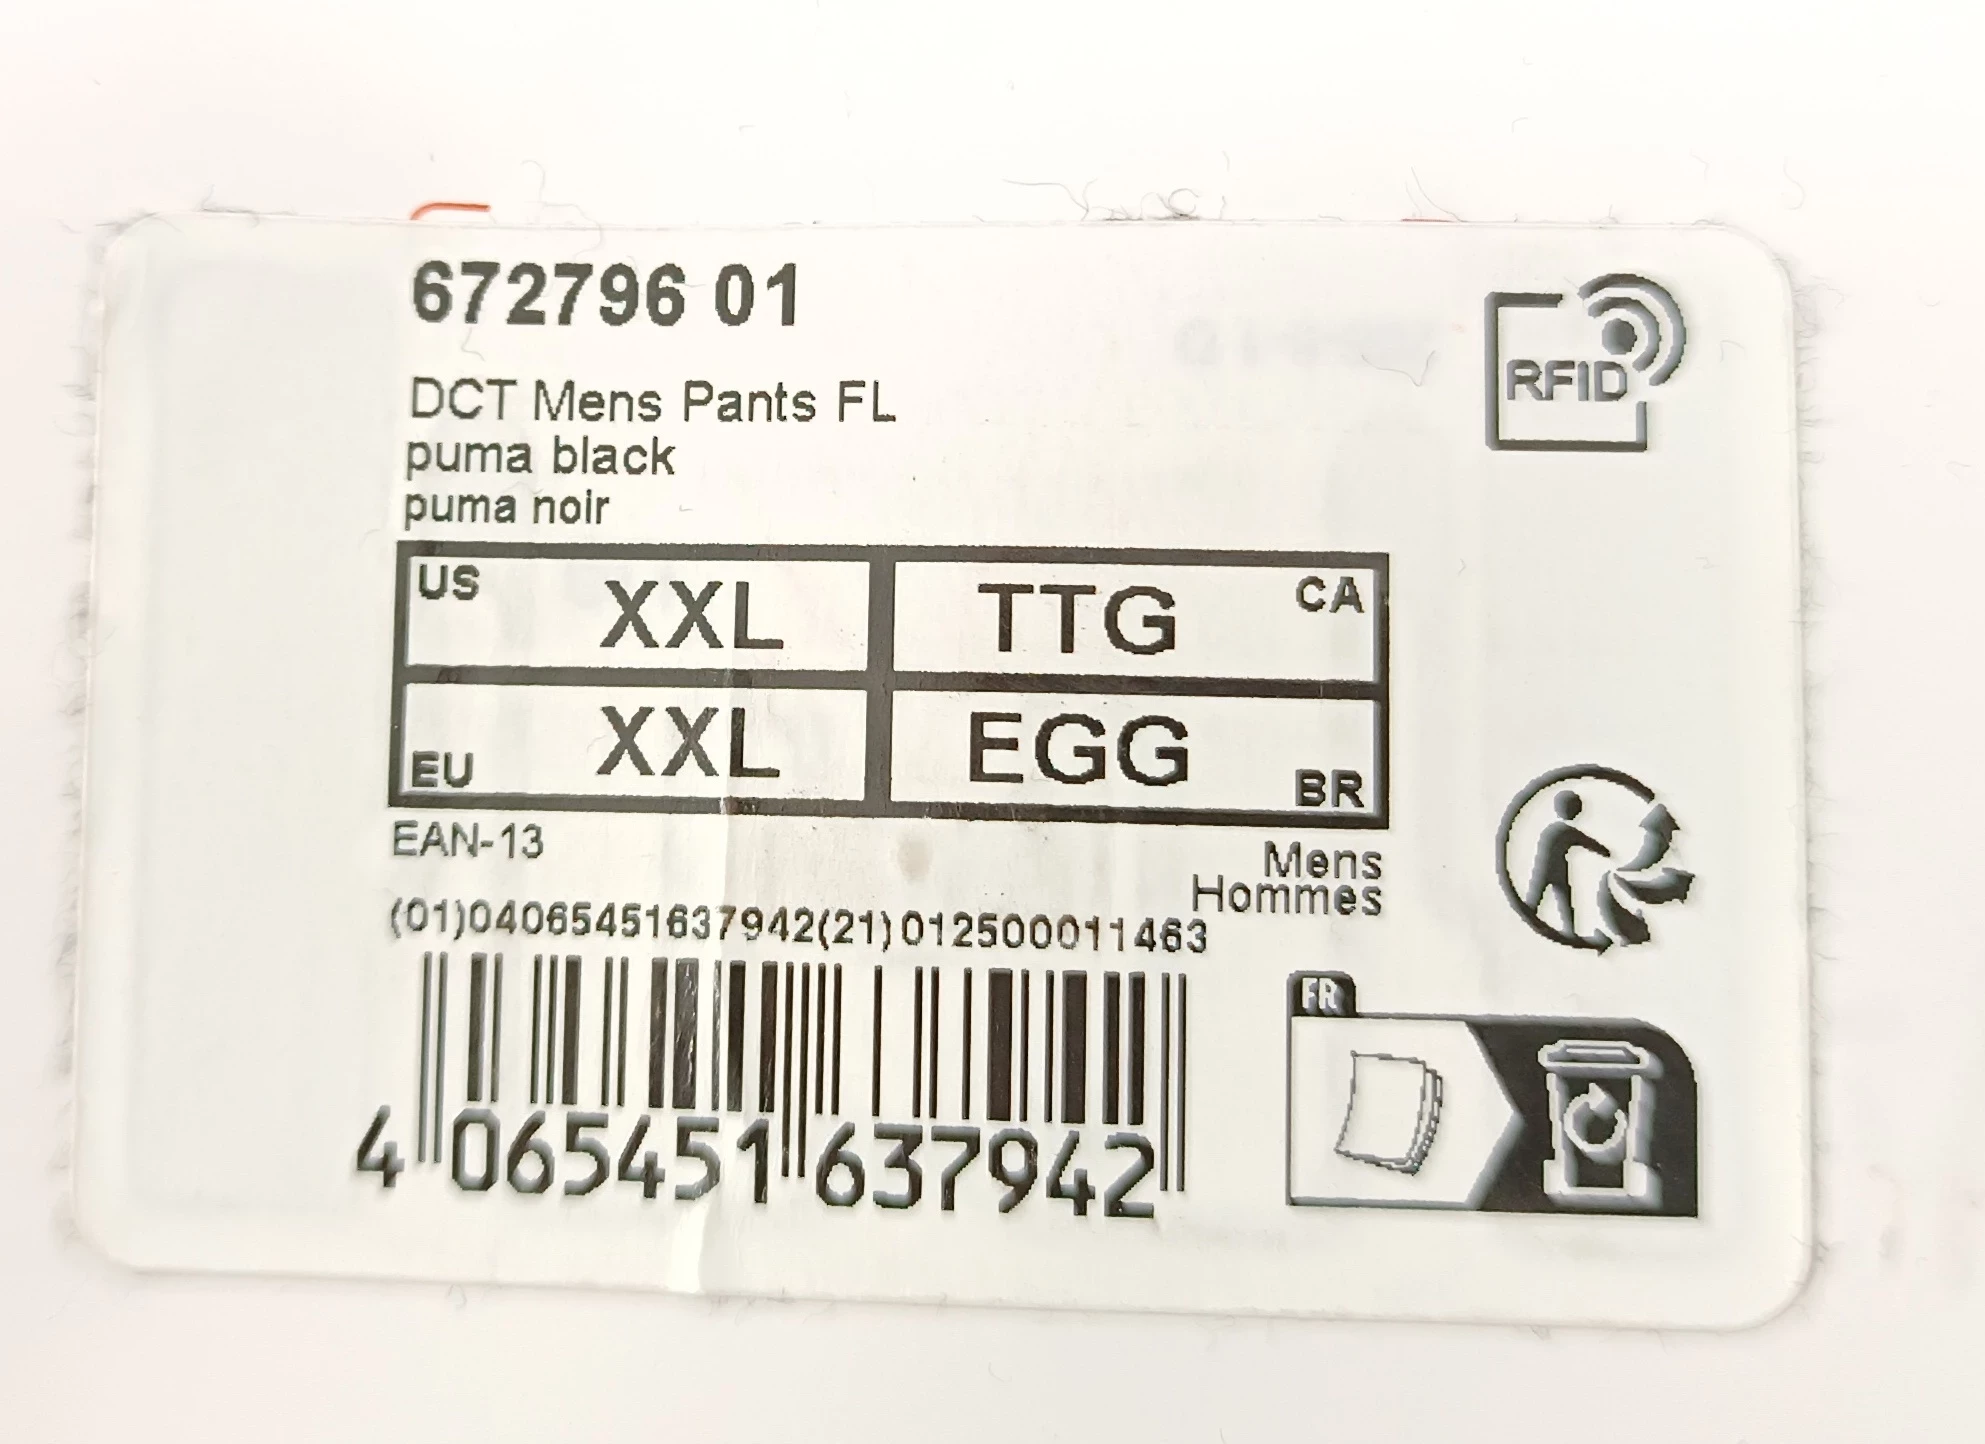 672796 01
RFID
DCT Mens Pants FL
puma black
puma noir
US XXL TTG CA
EU XXL EGG BR
EAN-13
Mens
Hommes
(01)04065451637942(21)012500011463
FR
4 065451 637942